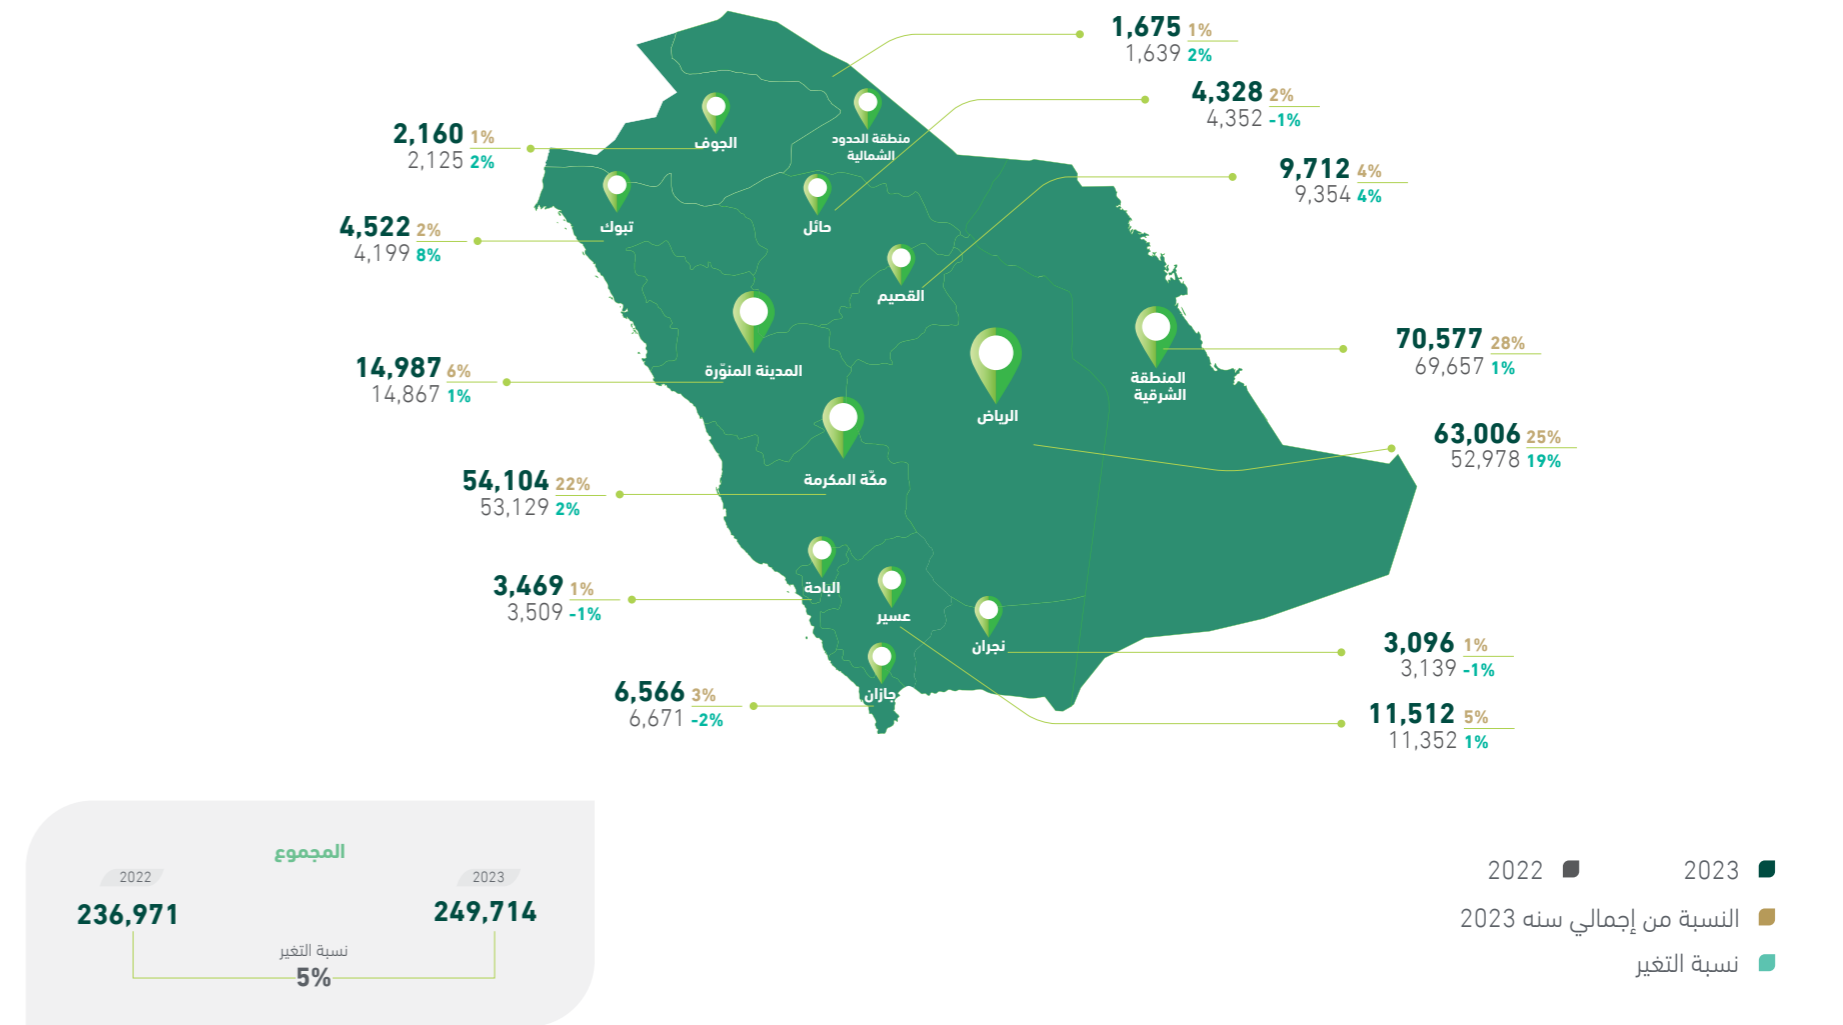 1,675 1%
1,639 2%
4,328 2%
4,352 -1%
9,712 4%
9,354 4%
70,577 28%
69,657 1%
63,006 25%
52,978 19%
3,096 1%
3,139 -1%
11,512 5%
11,352 1%
2,160 1%
2,125 2%
4,522 2%
4,199 8%
14,987 6%
14,867 1%
54,104 22%
53,129 2%
3,469 1%
3,509 -1%
6,566 3%
6,671 -2%
الجوف
منطقة الحدود
الشمالية
تبوك
حائل
القصيم
المدينة المنوّرة
الرياض
المنطقة
الشرقية
مكّة المكرمة
الباحة
عسير
نجران
جازان
2023
2022
النسبة من إجمالي سنه 2023
نسبة التغير
المجموع
2023
2022
249,714
236,971
نسبة التغير
5%